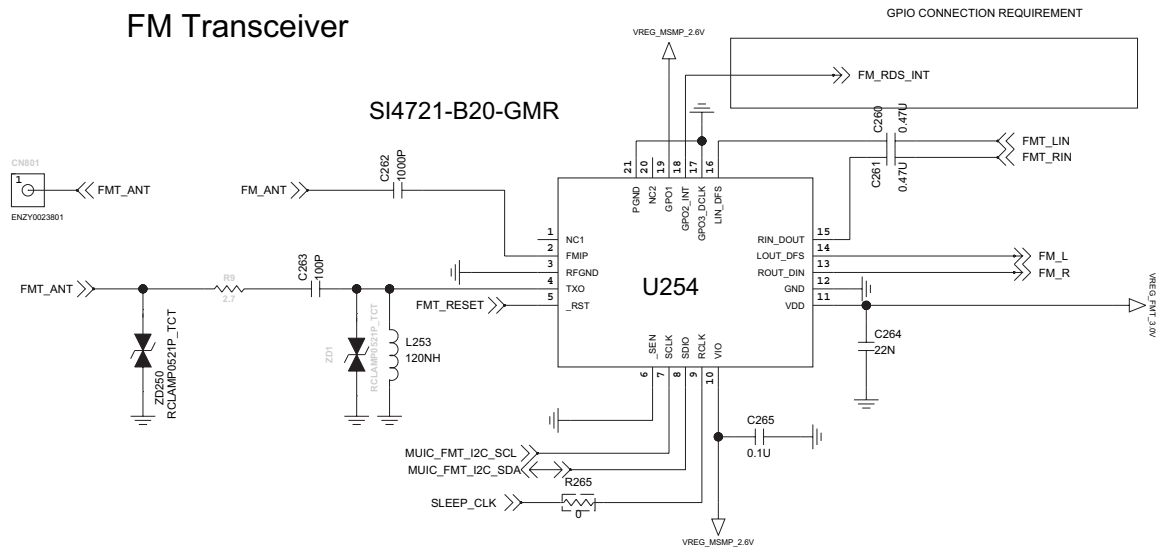 FM Transceiver
GPIO CONNECTION REQUIREMENT
VREG_MSMP_2.6V
FM_RDS_INT
SI4721-B20-GMR
C260
0.47U
C261
0.47U
FMT_LIN
FMT_RIN
CN801
1
ENZY0023801
FMT_ANT
FM_ANT
C262
1000P
21
20
19
18
17
16
PGND
NC2
GPO1
GPO2_INT
GPO3_DCLK
LIN_DFS
1
2
3
4
5
NC1
FMIP
RFGND
TXO
_RST
U254
RIN_DOUT
LOUT_DFS
ROUT_DIN
GND
VDD
15
14
13
12
11
FM_L
FM_R
VREG_FMT_3.0V
FMT_ANT
R9
2.7
C263
100P
FMT_RESET
ZD250
RCLAMP0521P_TCT
ZD1
RCLAMP0521P_TCT
L253
120NH
C264
22N
_SEN
SCLK
SDIO
RCLK
VIO
6
7
8
9
10
C265
0.1U
MUIC_FMT_I2C_SCL
MUIC_FMT_I2C_SDA
R265
0
SLEEP_CLK
VREG_MSMP_2.6V